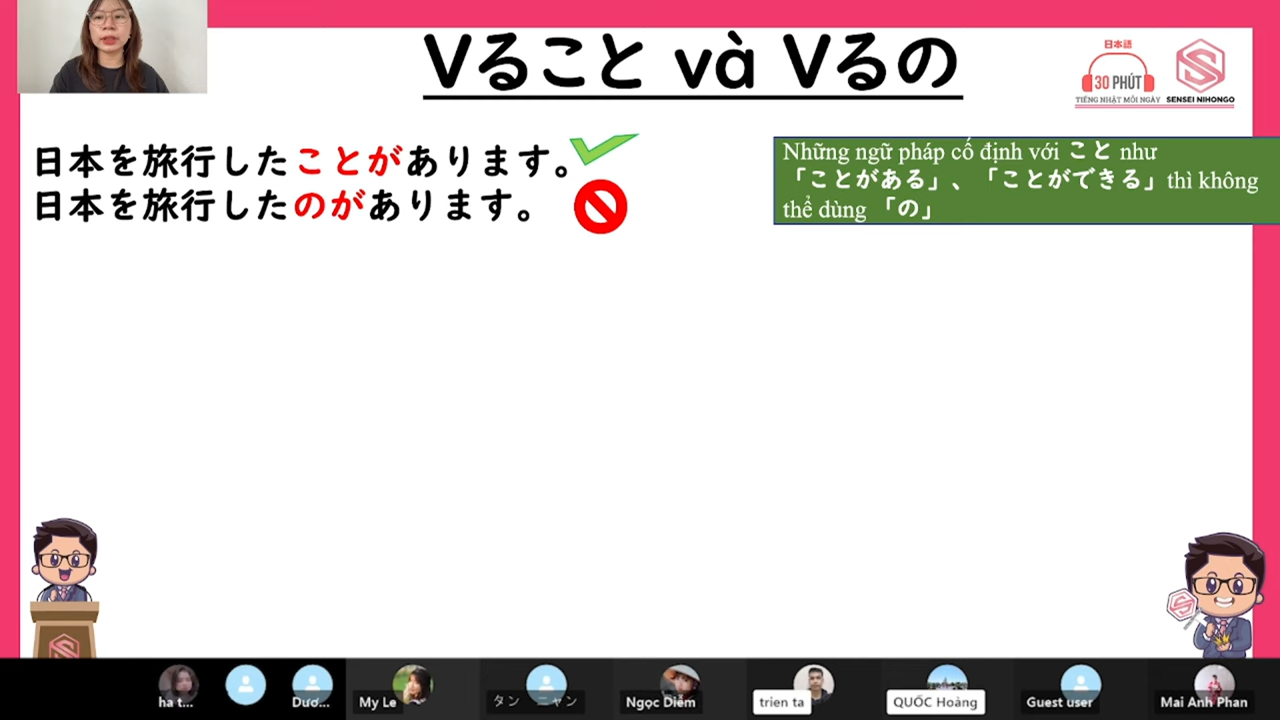 Vること và Vるの
日本語
30 PHÚT
TIẾNG NHẬT MỖI NGÀY
SENSEI NIHONGO
日本を旅行したことがあります。
日本を旅行したのがあります。
Những ngữ pháp cố định với こと như
「ことがある」、「ことができる」thì không
thể dùng 「の」
ha t...
Dươ...
My Le
タン ニャン
Ngọc Diễm
trien ta
QUỐC Hoàng
Guest user
Mai Anh Phan